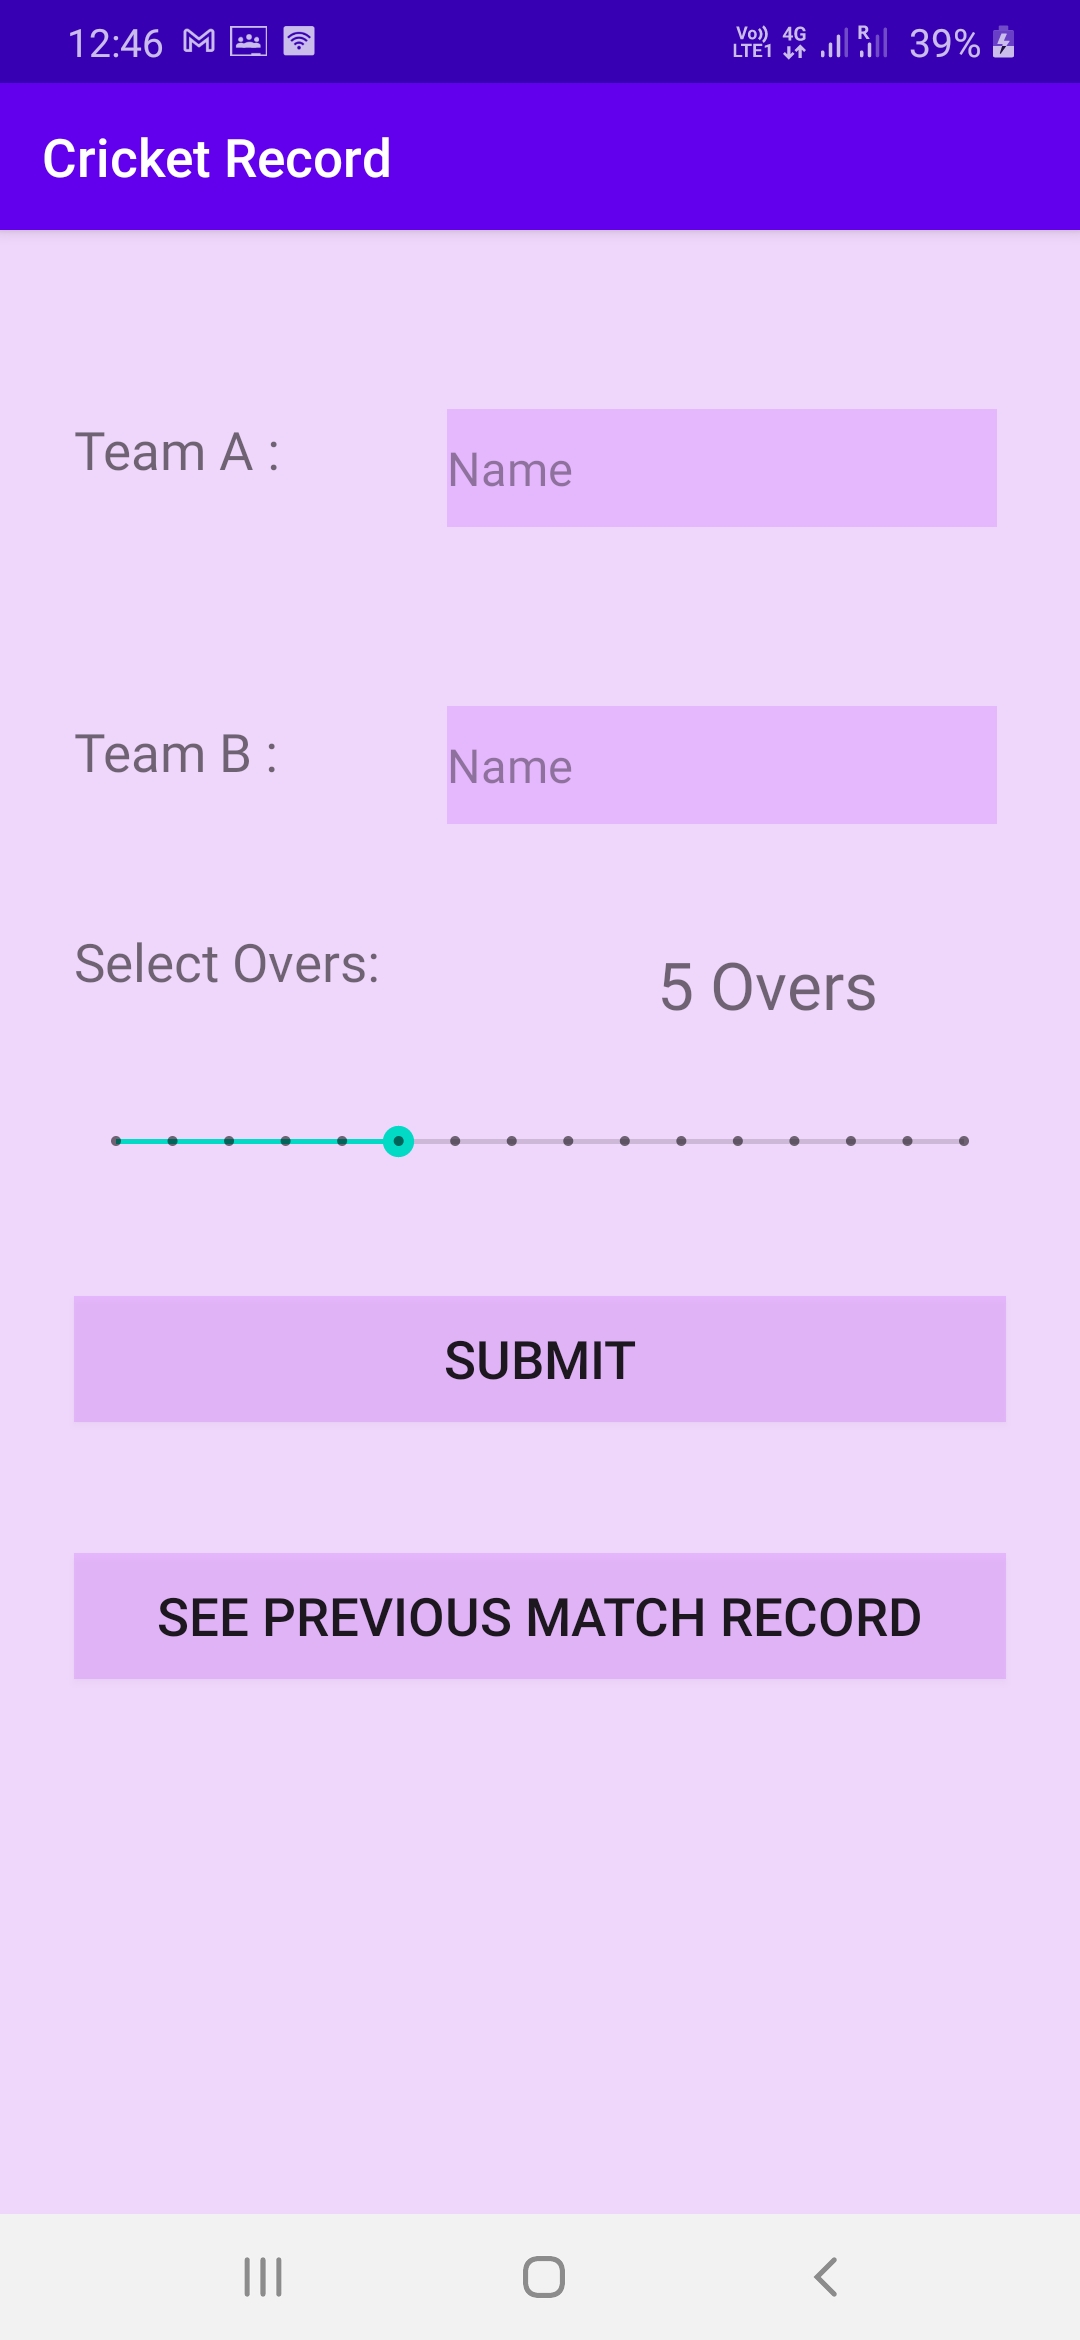 12:46 Vo)) LTE1 4G R 39%
Cricket Record
Team A : Name
Team B : Name
Select Overs: 5 Overs
SUBMIT
SEE PREVIOUS MATCH RECORD